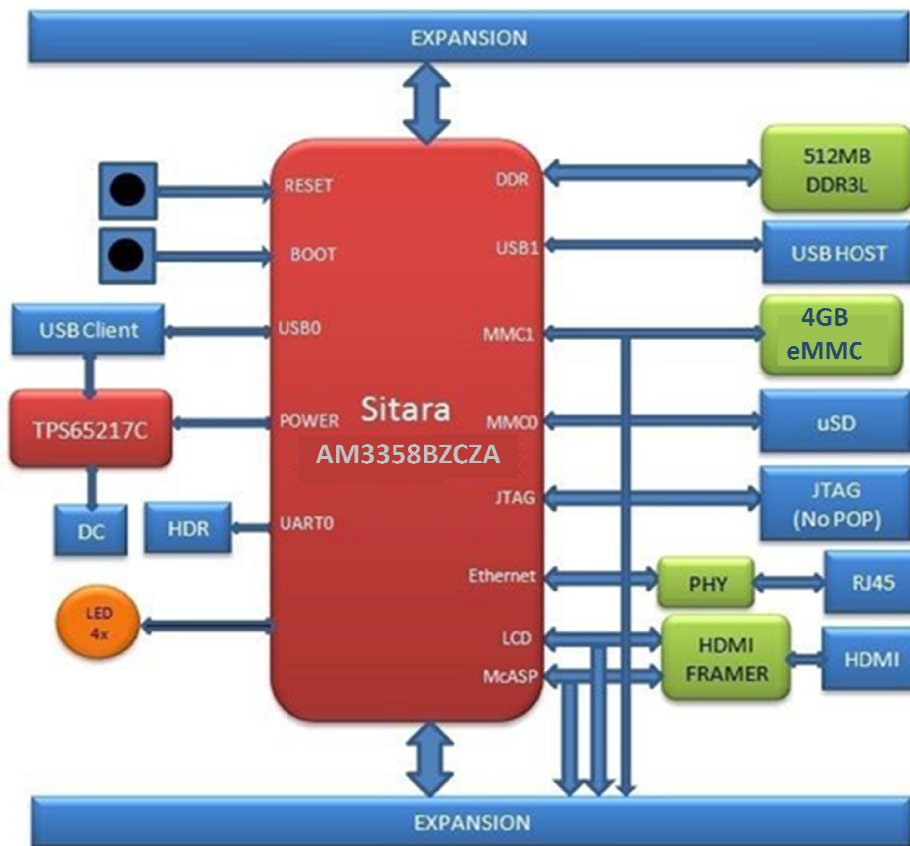 EXPANSION
RESET
BOOT
USB Client
USB0
TPS65217C
POWER
DC
HDR
UART0
LED
4x
Sitara
AM3358BZCZA
DDR
512MB
DDR3L
USB1
USB HOST
MMC1
4GB
eMMC
MMC0
uSD
JTAG
JTAG
(No POP)
Ethernet
PHY
RJ45
LCD
McASP
HDMI
FRAMER
HDMI
EXPANSION